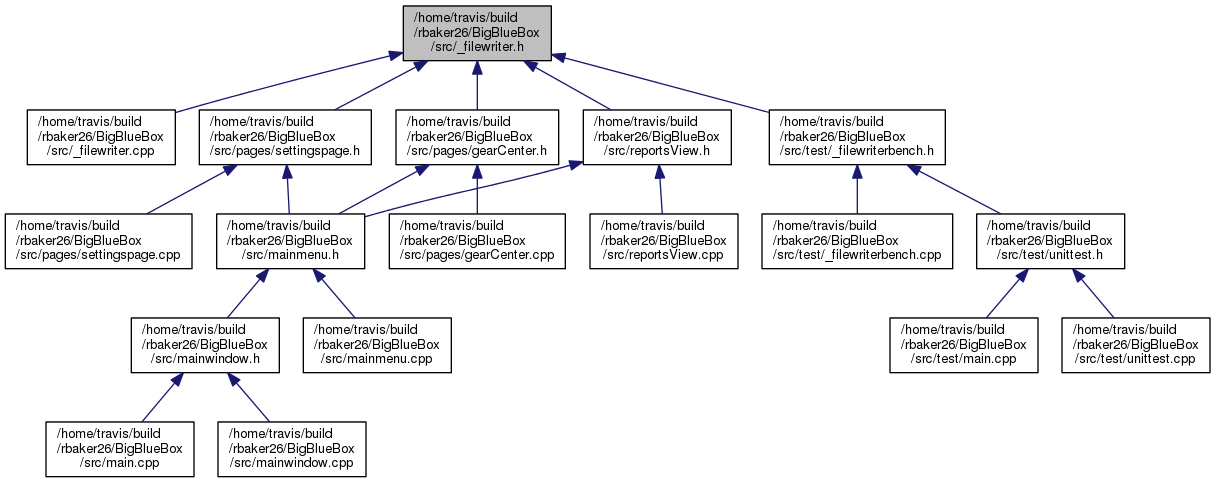 /home/travis/build
/rbaker26/BigBlueBox
/src/_filewriter.h
/home/travis/build
/rbaker26/BigBlueBox
/src/_filewriter.cpp
/home/travis/build
/rbaker26/BigBlueBox
/src/pages/settingspage.h
/home/travis/build
/rbaker26/BigBlueBox
/src/pages/gearCenter.h
/home/travis/build
/rbaker26/BigBlueBox
/src/reportsView.h
/home/travis/build
/rbaker26/BigBlueBox
/src/test/_filewriterbench.h
/home/travis/build
/rbaker26/BigBlueBox
/src/pages/settingspage.cpp
/home/travis/build
/rbaker26/BigBlueBox
/src/mainmenu.h
/home/travis/build
/rbaker26/BigBlueBox
/src/pages/gearCenter.cpp
/home/travis/build
/rbaker26/BigBlueBox
/src/reportsView.cpp
/home/travis/build
/rbaker26/BigBlueBox
/src/test/_filewriterbench.cpp
/home/travis/build
/rbaker26/BigBlueBox
/src/test/unittest.h
/home/travis/build
/rbaker26/BigBlueBox
/src/mainwindow.h
/home/travis/build
/rbaker26/BigBlueBox
/src/mainmenu.cpp
/home/travis/build
/rbaker26/BigBlueBox
/src/test/main.cpp
/home/travis/build
/rbaker26/BigBlueBox
/src/test/unittest.cpp
/home/travis/build
/rbaker26/BigBlueBox
/src/main.cpp
/home/travis/build
/rbaker26/BigBlueBox
/src/mainwindow.cpp